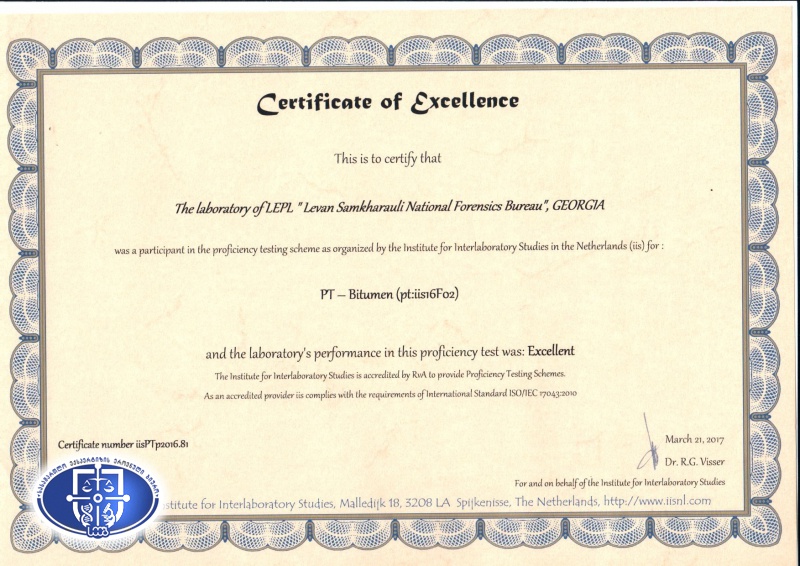 Certificate of Excellence
This is to certify that
The laboratory of LEPL " Levan Samkharauli National Forensics Bureau", GEORGIA
was a participant in the proficiency testing scheme as organized by the Institute for Interlaboratory Studies in the Netherlands (iis) for :
PT – Bitumen (pt:iis16F02)
and the laboratory's performance in this proficiency test was: Excellent
The Institute for Interlaboratory Studies is accredited by RvA to provide Proficiency Testing Schemes.
As an accredited provider iis complies with the requirements of International Standard ISO/IEC 17043:2010
Certificate number iisPTp2016.81
March 21, 2017
Dr. R.G. Visser
For and on behalf of the Institute for Interlaboratory Studies
stitute for Interlaboratory Studies, Malledijk 18, 3208 LA Spijkenisse, The Netherlands, http://www.iisnl.com